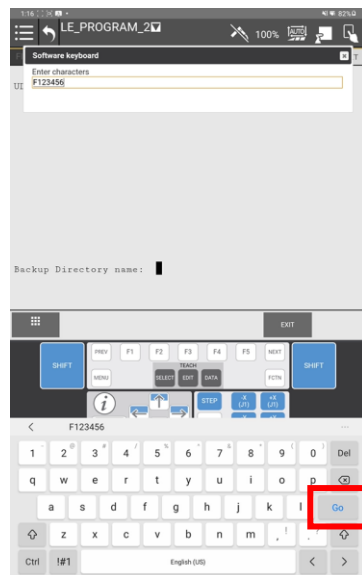 1:16
82%
LE_PROGRAM_2
100%
AUTO
Software keyboard
Enter characters
F123456
UI
Backup Directory name:
EXIT
SHIFT
PREV F1 F2 F3 F4 F5 NEXT
SHIFT
TEACH
MENU SELECT EDIT DATA FCTN
i STEP -X (J1) +X (J1)
< F123456 ...
1 2 @ 3 # 4 / 5 % 6 ^ 7 & 8 * 9 ( 0 ) Del
q w e r t y u i o p
a s d f g h j k l Go
z x c v b n m , ! . ?
Ctrl !#1 English (US) < >